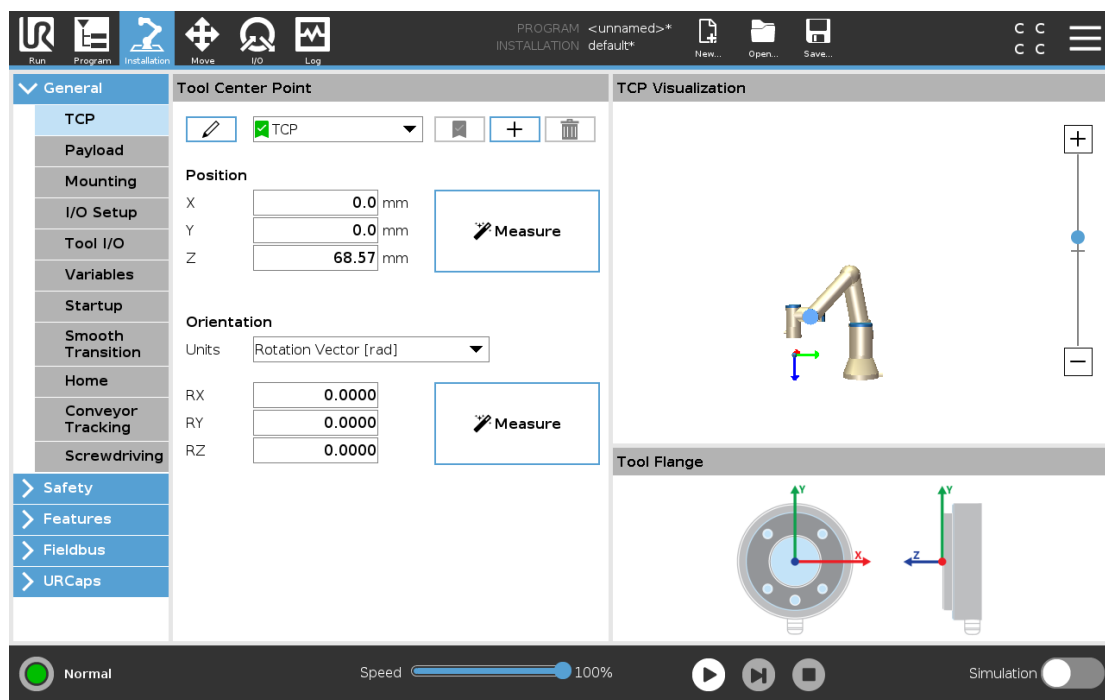 UR
Run
Program
Installation
Move
I/O
Log
PROGRAM <unnamed>*
INSTALLATION default*
New...
Open...
Save...
C C
C C
General
TCP
Payload
Mounting
I/O Setup
Tool I/O
Variables
Startup
Smooth
Transition
Home
Conveyor
Tracking
Screwdriving
Safety
Features
Fieldbus
URCaps
Tool Center Point
TCP
Position
X 0.0 mm
Y 0.0 mm
Z 68.57 mm
Measure
Orientation
Units Rotation Vector [rad]
RX 0.0000
RY 0.0000
RZ 0.0000
Measure
TCP Visualization
Tool Flange
Y
X
Y
Z
Normal
Speed 100%
Simulation